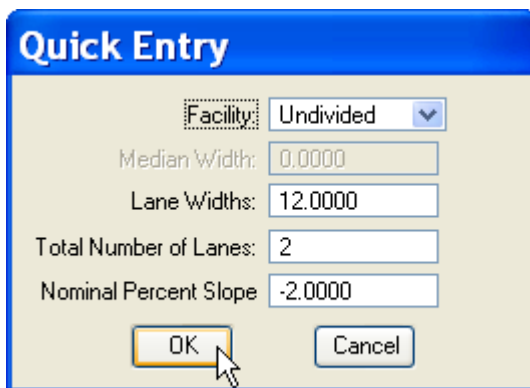 Quick Entry
Facility: Undivided
Median Width: 0.0000
Lane Widths: 12.0000
Total Number of Lanes: 2
Nominal Percent Slope -2.0000
OK Cancel